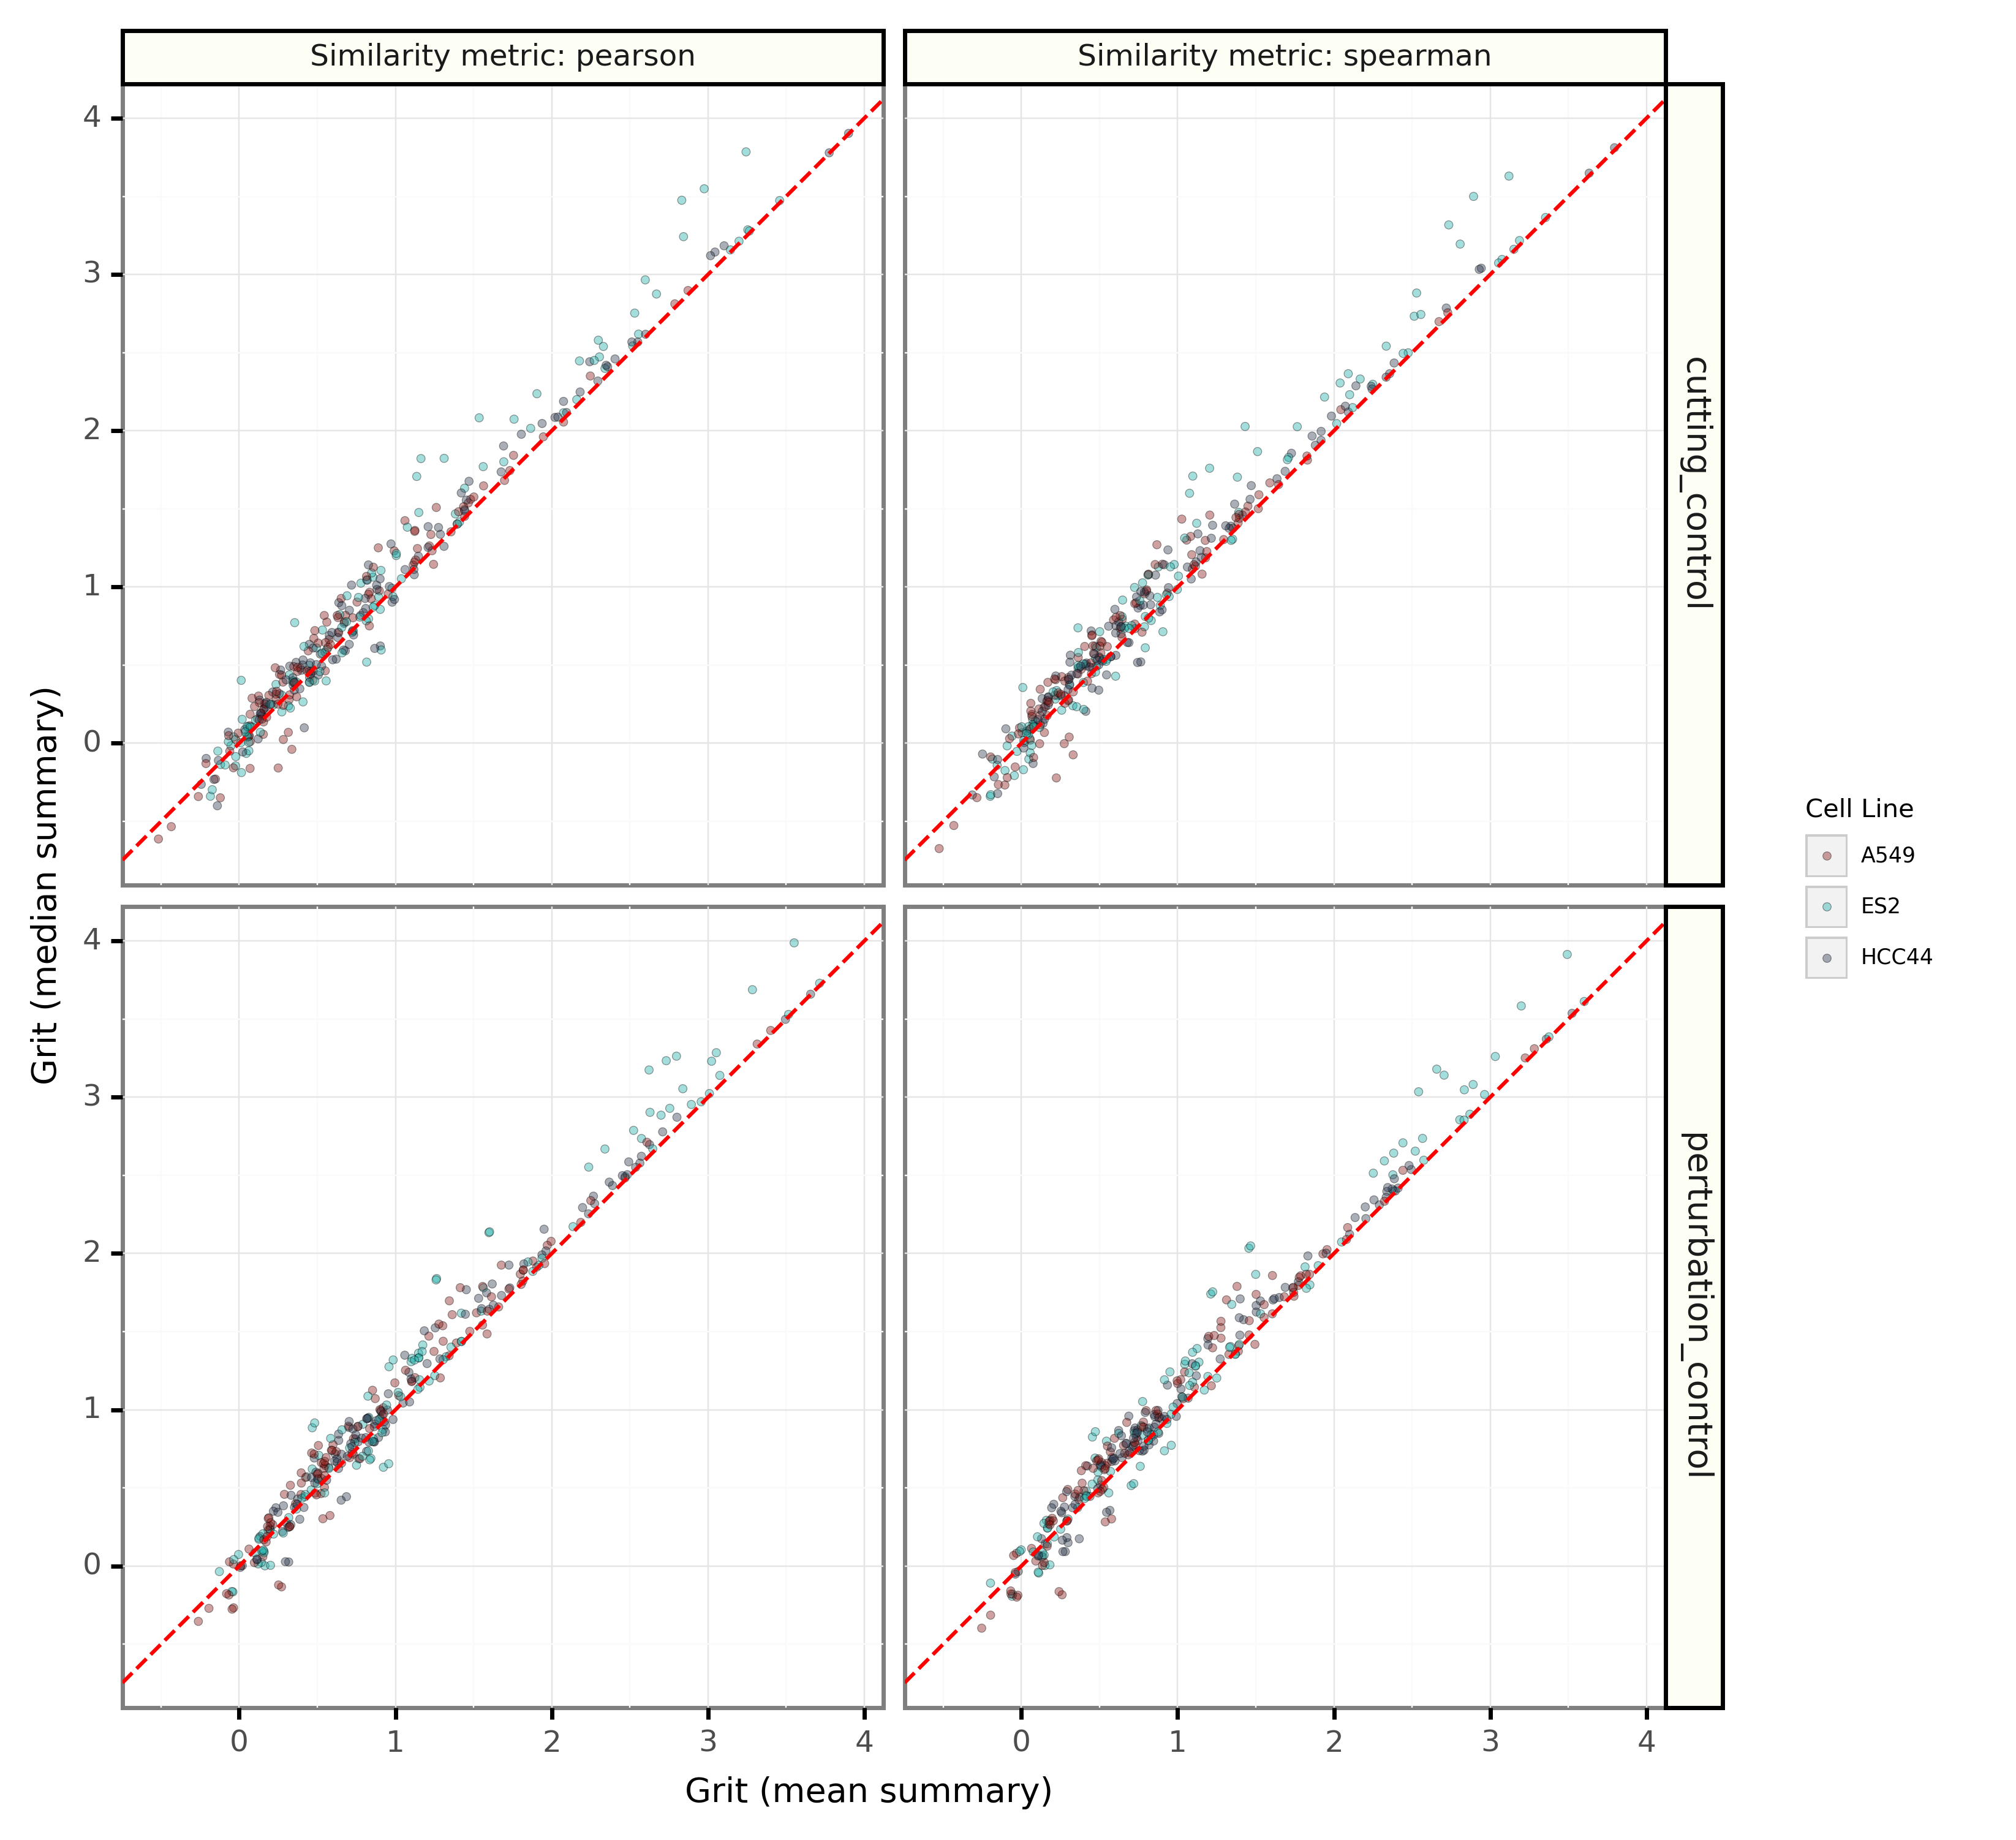 Similarity metric: pearson
Similarity metric: spearman
4
3
2
1
0
cutting_control
4
3
2
1
0
perturbation_control
0 1 2 3 4
0 1 2 3 4
Grit (mean summary)
Grit (median summary)
Cell Line
A549
ES2
HCC44